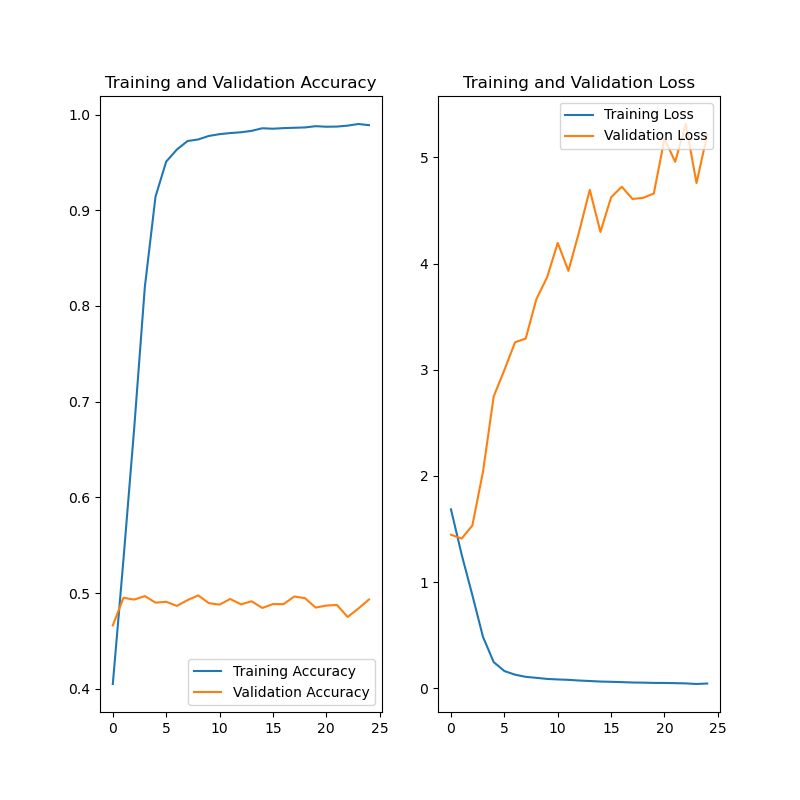 Training and Validation Accuracy
1.0
0.9
0.8
0.7
0.6
0.5
0.4
0 5 10 15 20 25
Training Accuracy
Validation Accuracy
Training and Validation Loss
Training Loss
Validation Loss
5
4
3
2
1
0
0 5 10 15 20 25